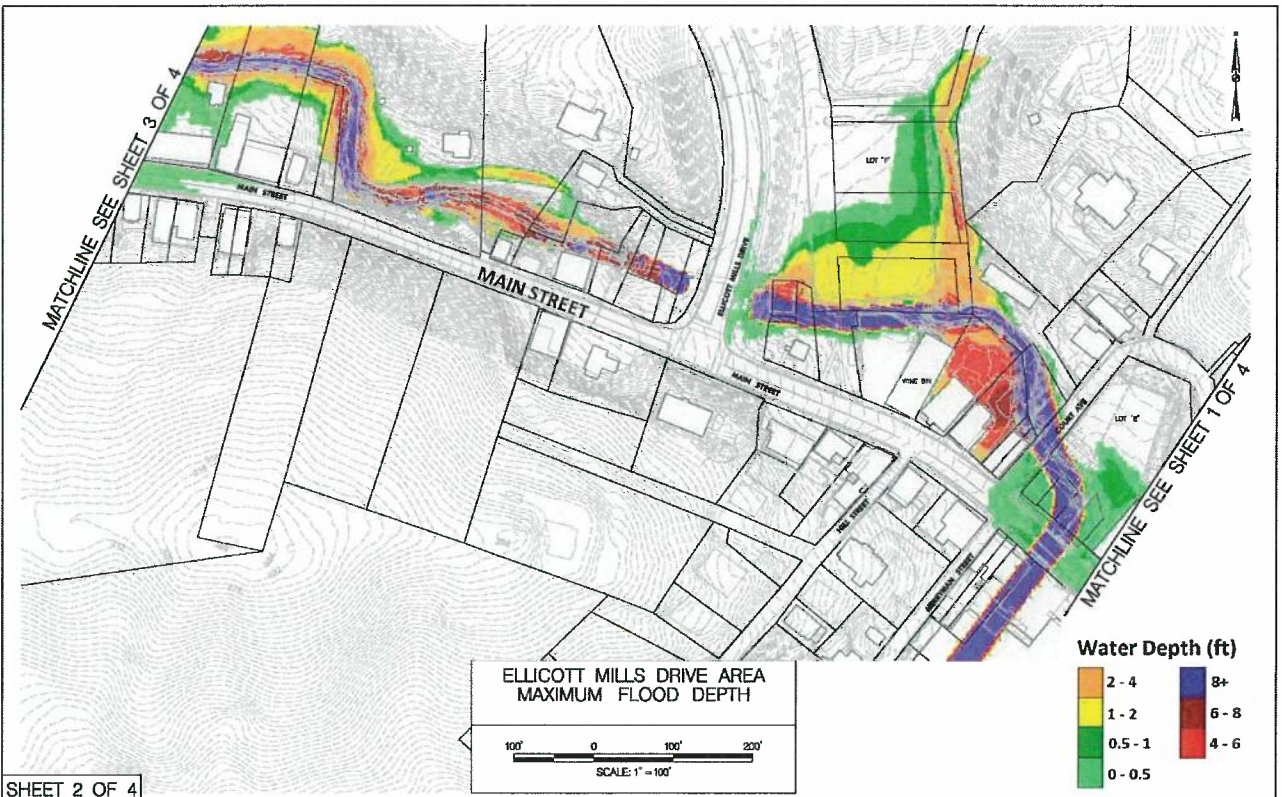 MATCHLINE SEE SHEET 3 OF 4
MAIN STREET
MAIN STREET
ELLICOTT MILLS DRIVE
LOT "F"
MAIN STREET
WINE BIN
COURT AVE
LOT "E"
MATCHLINE SEE SHEET 1 OF 4
HILL STREET
MERRYMAN STREET
ELLICOTT MILLS DRIVE AREA
MAXIMUM FLOOD DEPTH
100' 0 100' 200'
SCALE: 1" = 100'
Water Depth (ft)
2 - 4 8+
1 - 2 6 - 8
0.5 - 1 4 - 6
0 - 0.5
SHEET 2 OF 4